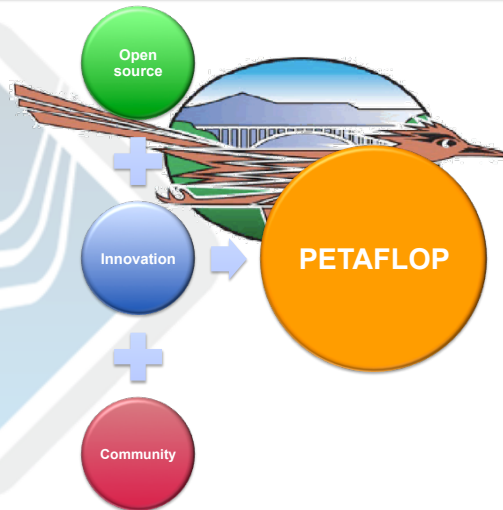 Open
source
Innovation
PETAFLOP
Community